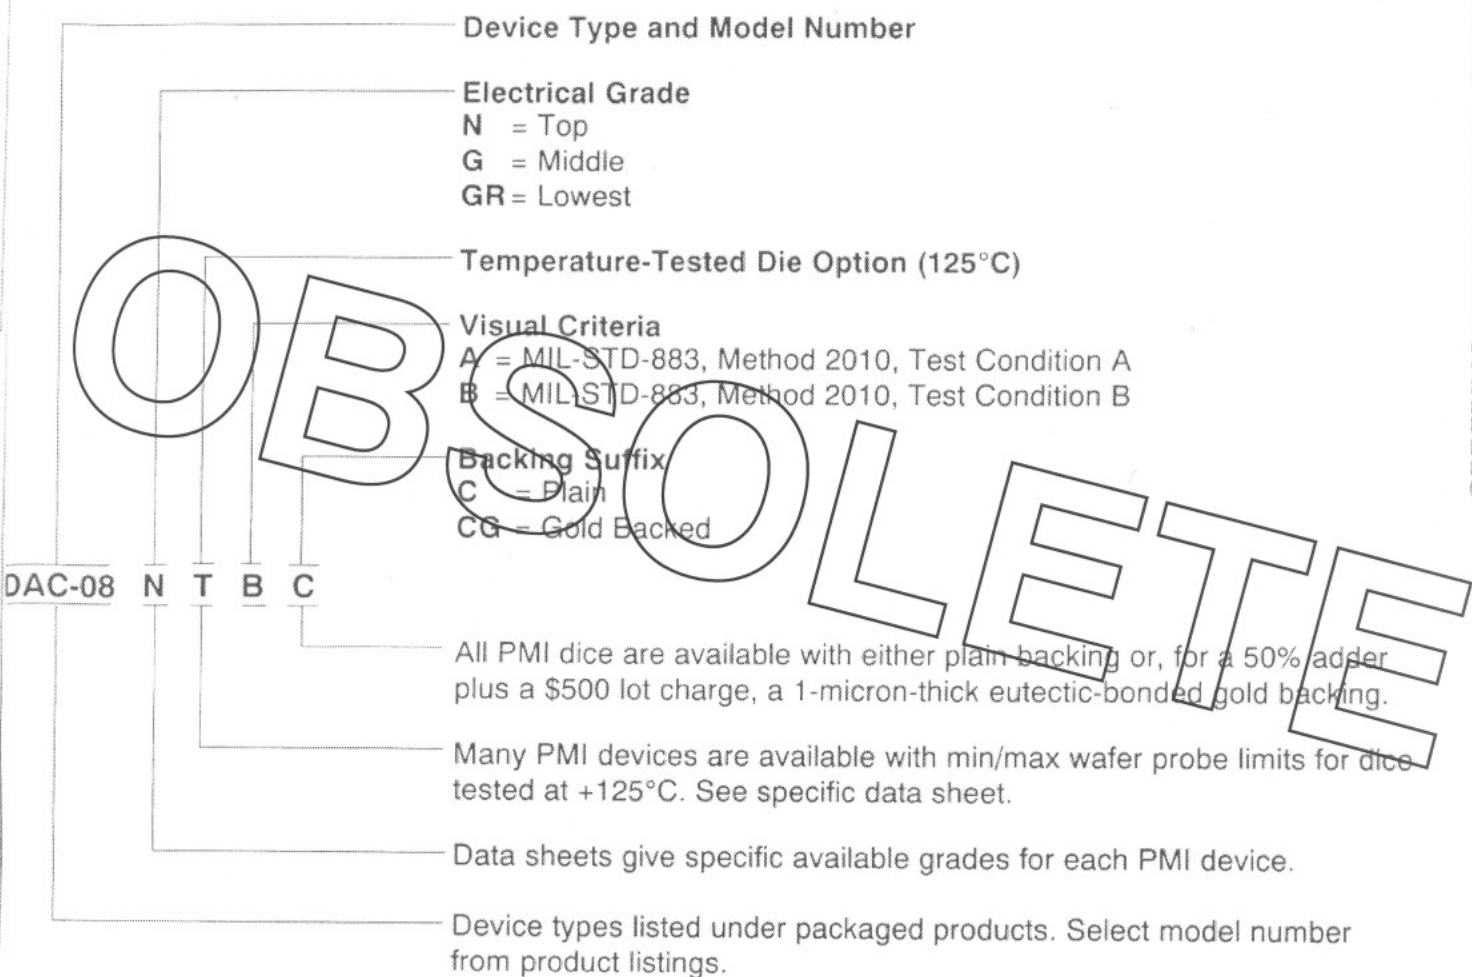 Device Type and Model Number
Electrical Grade
N = Top
G = Middle
GR = Lowest
Temperature-Tested Die Option (125°C)
Visual Criteria
A = MIL-STD-883, Method 2010, Test Condition A
B = MIL-STD-883, Method 2010, Test Condition B
Backing Suffix
C = Plain
CG = Gold Backed
DAC-08 N T B C
All PMI dice are available with either plain backing or, for a 50% adder
plus a $500 lot charge, a 1-micron-thick eutectic-bonded gold backing.
Many PMI devices are available with min/max wafer probe limits for dice
tested at +125°C. See specific data sheet.
Data sheets give specific available grades for each PMI device.
Device types listed under packaged products. Select model number
from product listings.
OBSOLETE